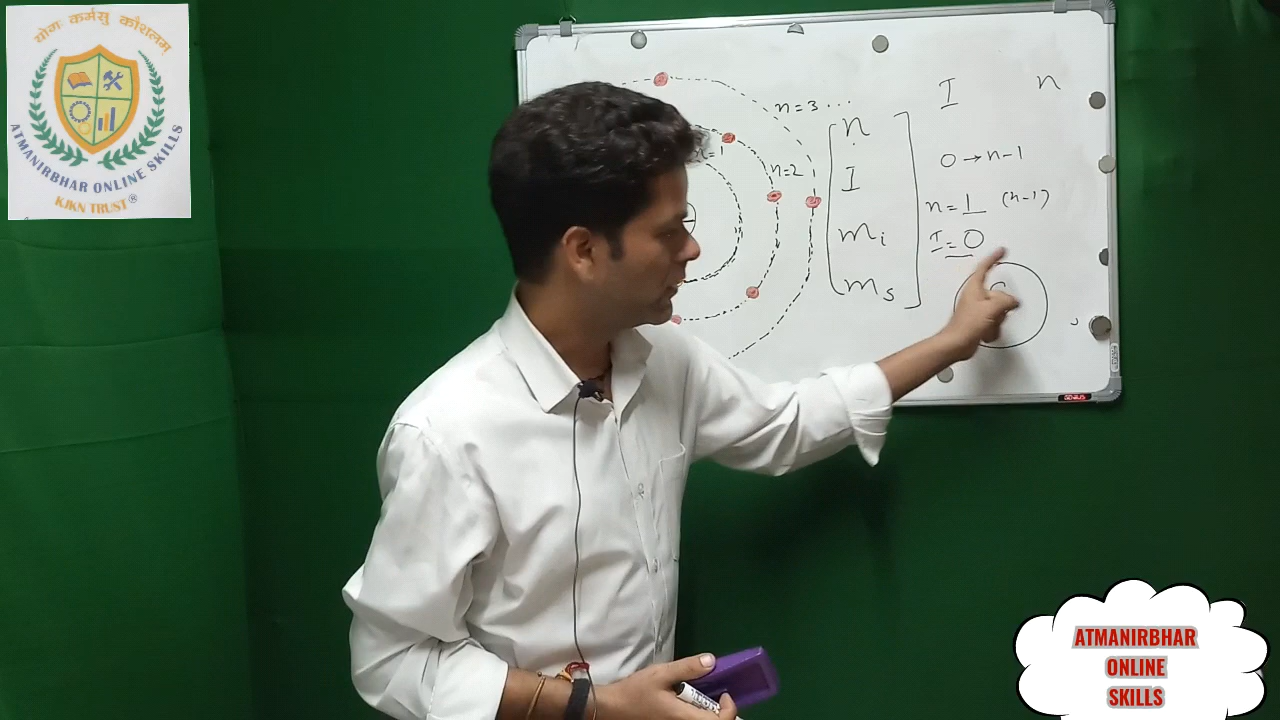 योगः कर्मसु कौशलम्
ATMANIRBHAR ONLINE SKILLS
KJKN TRUST®
n=3 ...
n=1
n=2
n
I
mi
ms
I n
0→n-1
n=1 (n-1)
I=0
ATMANIRBHAR
ONLINE
SKILLS